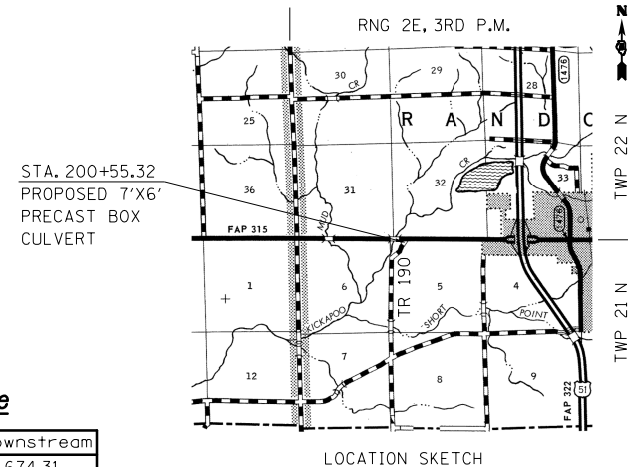 RNG 2E, 3RD P.M.
N
30
CR
29
28
1476
R A N D
25
TWP 22 N
STA. 200+55.32
PROPOSED 7'X6'
PRECAST BOX
CULVERT
36
31
32
CR
33
MUD
1476
FAP 315
1
6
TR 190
5
4
KICKAPOO
SHORT
POINT
TWP 21 N
7
12
8
9
FAP 322
51
e
ownstream
674.31
LOCATION SKETCH